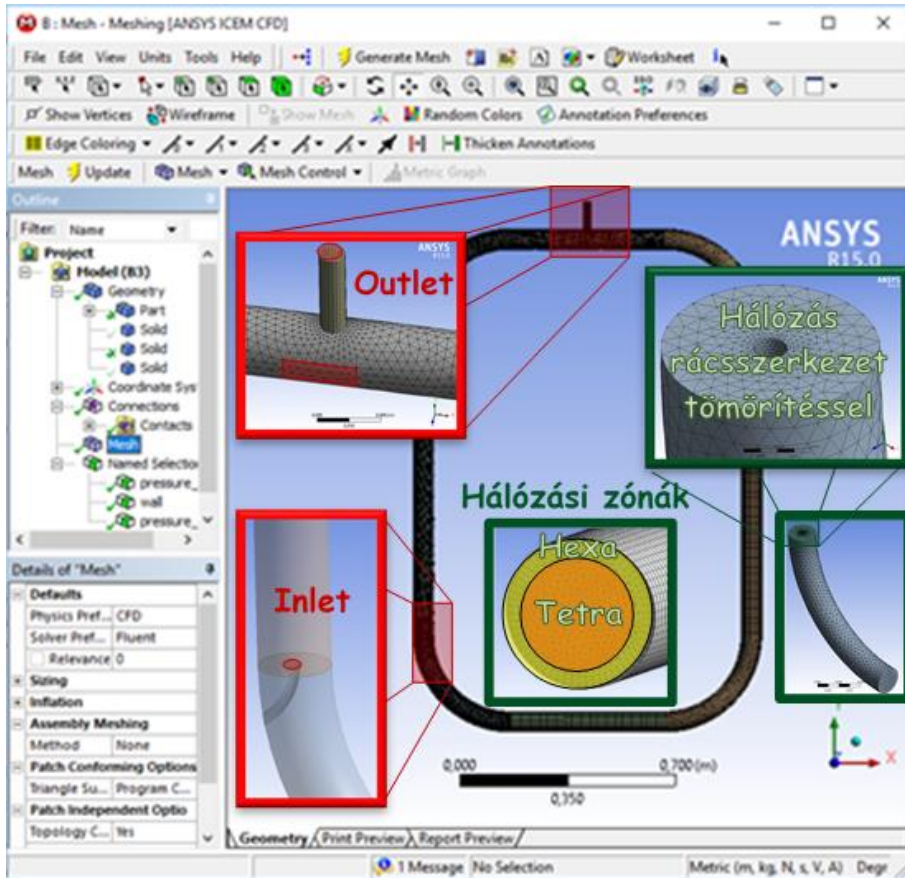 B : Mesh - Meshing [ANSYS ICEM CFD]
File Edit View Units Tools Help Generate Mesh A Worksheet
Show Vertices Wireframe Show Mesh Random Colors Annotation Preferences
Edge Coloring Thicken Annotations
Mesh Update Mesh Mesh Control Metric Graph
Outline
Filter: Name
Project
Model (B3)
Geometry
Part
Solid
Solid
Solid
Coordinate Sys
Connections
Contacts
Mesh
Named Selection
pressure_
wall
pressure_
Details of "Mesh"
Defaults
Physics Pref... CFD
Solver Pref... Fluent
Relevance 0
Sizing
Inflation
Assembly Meshing
Method None
Patch Conforming Options
Triangle Su... Program C...
Patch Independent Optio
Topology C... Yes
ANSYS
R15.0
ANSYS
Outlet
Hálózás
rácsszerkezet
tömörítéssel
Hálózási zónák
Hexa
Tetra
Inlet
0,000 0,700 (m)
0,350
Y
X
Geometry Print Preview Report Preview
1 Message No Selection Metric (m, kg, N, s, V, A) Degr